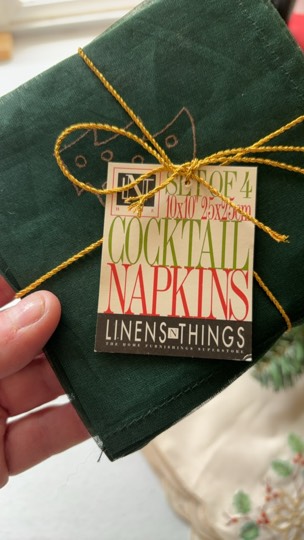 LNT
SET OF 4
10x10" 25x25cm
COCKTAIL
NAPKINS
LINENS N THINGS
THE HOME FURNISHINGS SUPERSTORE